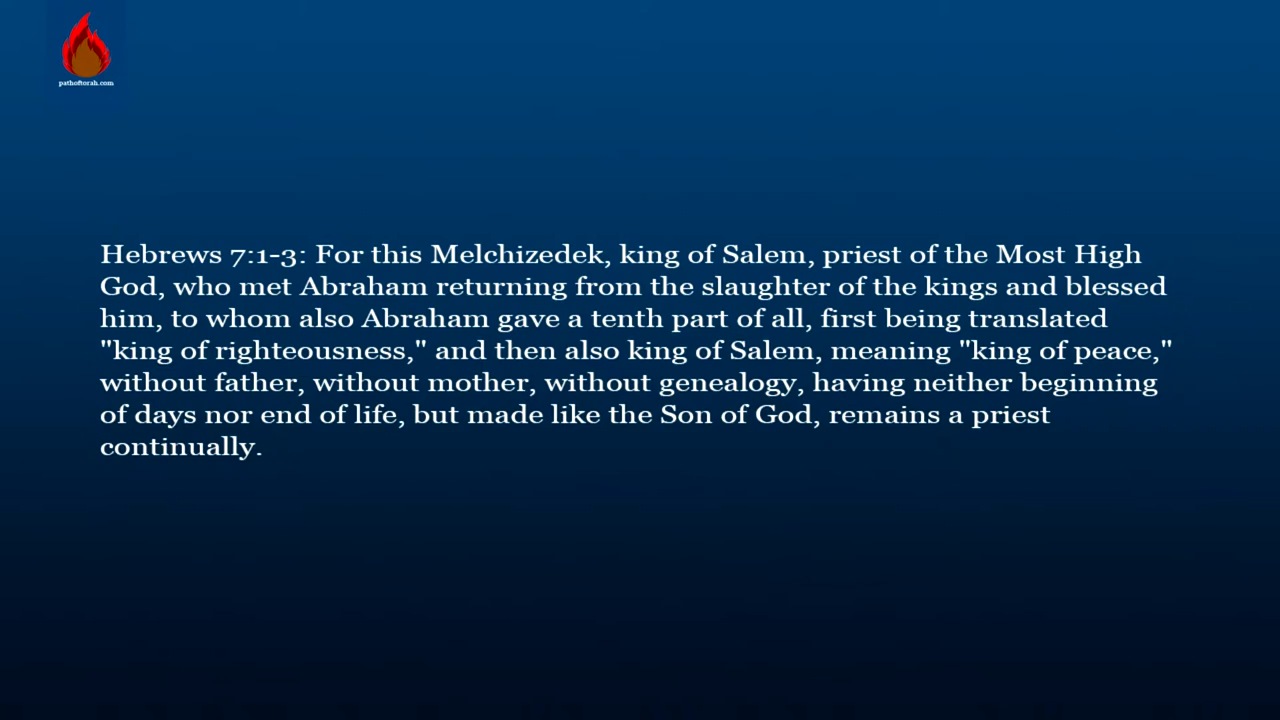 pathoftorah.com
Hebrews 7:1-3: For this Melchizedek, king of Salem, priest of the Most High
God, who met Abraham returning from the slaughter of the kings and blessed
him, to whom also Abraham gave a tenth part of all, first being translated
"king of righteousness," and then also king of Salem, meaning "king of peace,"
without father, without mother, without genealogy, having neither beginning
of days nor end of life, but made like the Son of God, remains a priest
continually.